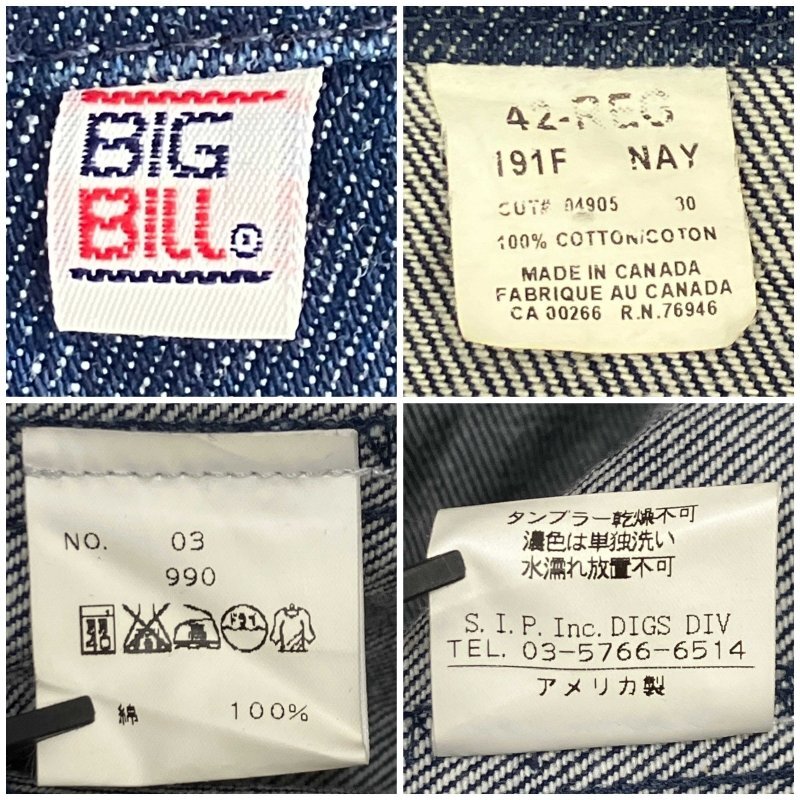 BIG
BILL®
42-REG
191F NAY
CUT# 04905 30
100% COTTON/COTON
MADE IN CANADA
FABRIQUE AU CANADA
CA 00266 R.N.76946
NO. 03
990
綿 100%
タンブラー乾燥不可
濃色は単独洗い
水濡れ放置不可
S.I.P.Inc.DIGS DIV
TEL. 03-5766-6514
アメリカ製